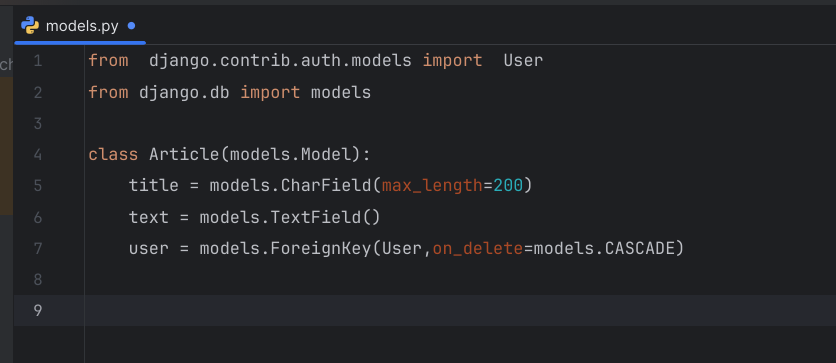 models.py
ch
1 from  django.contrib.auth.models import  User
2 from django.db import models
3
4 class Article(models.Model):
5     title = models.CharField(max_length=200)
6     text = models.TextField()
7     user = models.ForeignKey(User,on_delete=models.CASCADE)
8
9